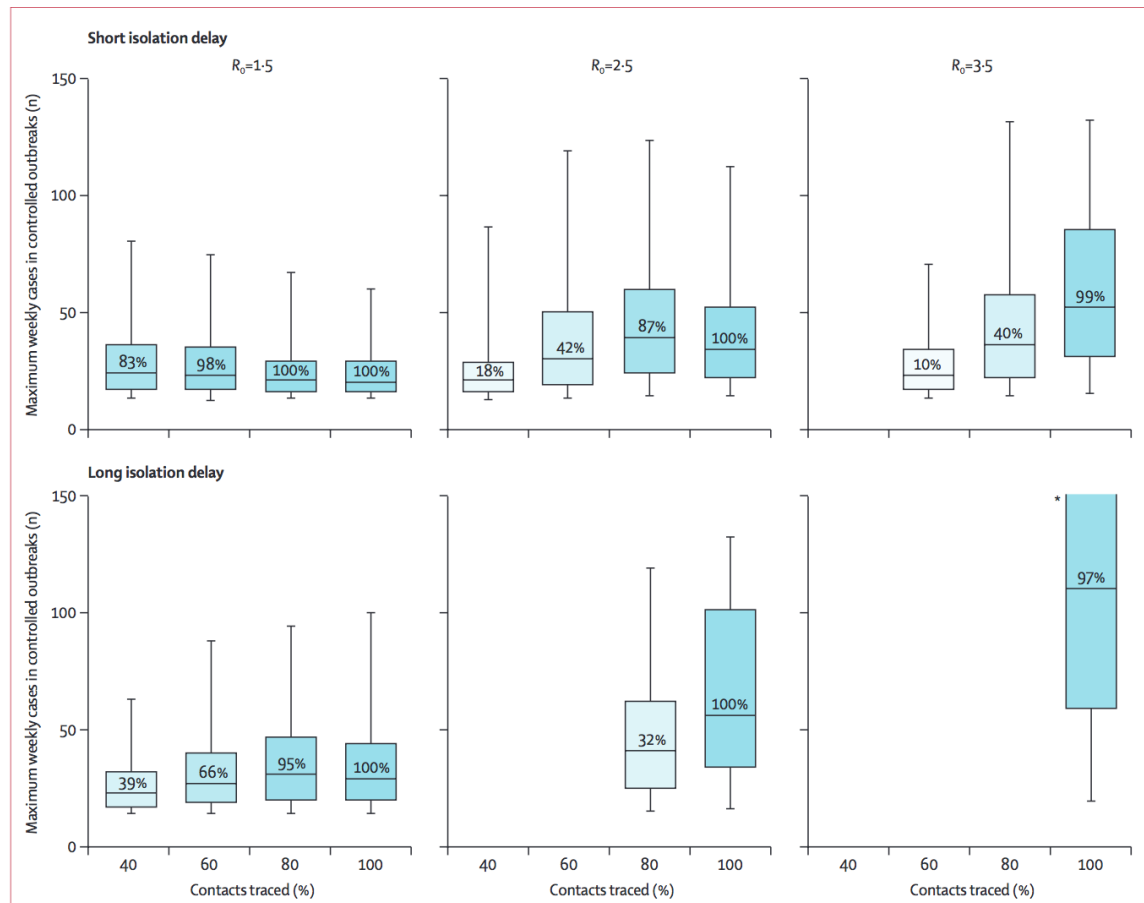 Short isolation delay
R0=1·5
R0=2·5
R0=3·5
Maximum weekly cases in controlled outbreaks (n)
150
100
50
0
83%
98%
100%
100%
18%
42%
87%
100%
10%
40%
99%
Long isolation delay
Maximum weekly cases in controlled outbreaks (n)
150
100
50
0
39%
66%
95%
100%
32%
100%
*
97%
40 60 80 100
40 60 80 100
40 60 80 100
Contacts traced (%)
Contacts traced (%)
Contacts traced (%)